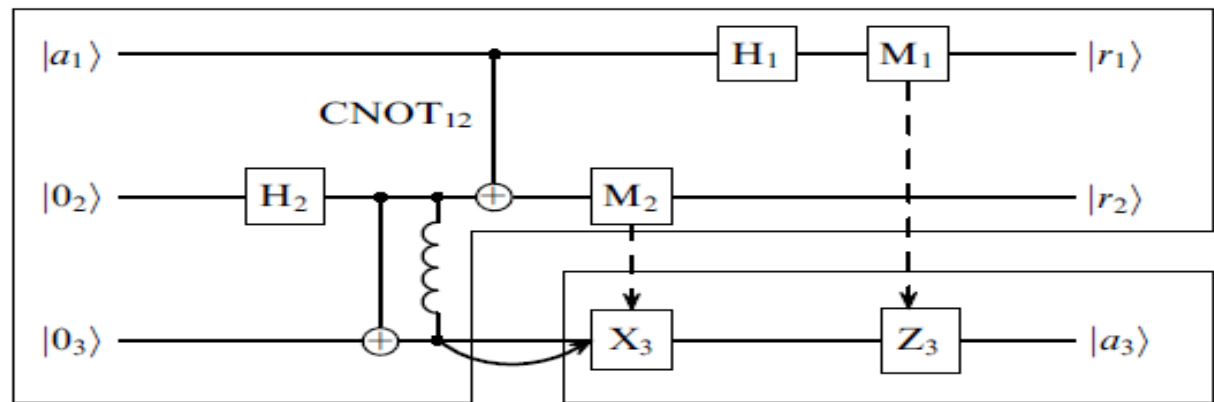 |a₁⟩ H₁ M₁ |r₁⟩
CNOT₁₂
|0₂⟩ H₂ M₂ |r₂⟩
|0₃⟩ X₃ Z₃ |a₃⟩